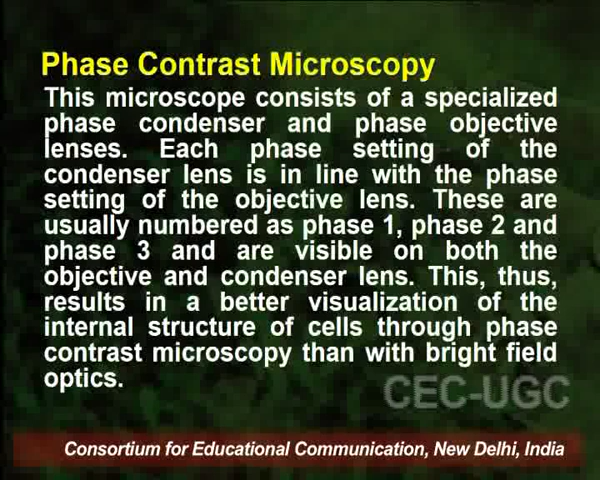 Phase Contrast Microscopy
This microscope consists of a specialized
phase condenser and phase objective
lenses. Each phase setting of the
condenser lens is in line with the phase
setting of the objective lens. These are
usually numbered as phase 1, phase 2 and
phase 3 and are visible on both the
objective and condenser lens. This, thus,
results in a better visualization of the
internal structure of cells through phase
contrast microscopy than with bright field
optics.
CEC-UGC
Consortium for Educational Communication, New Delhi, India